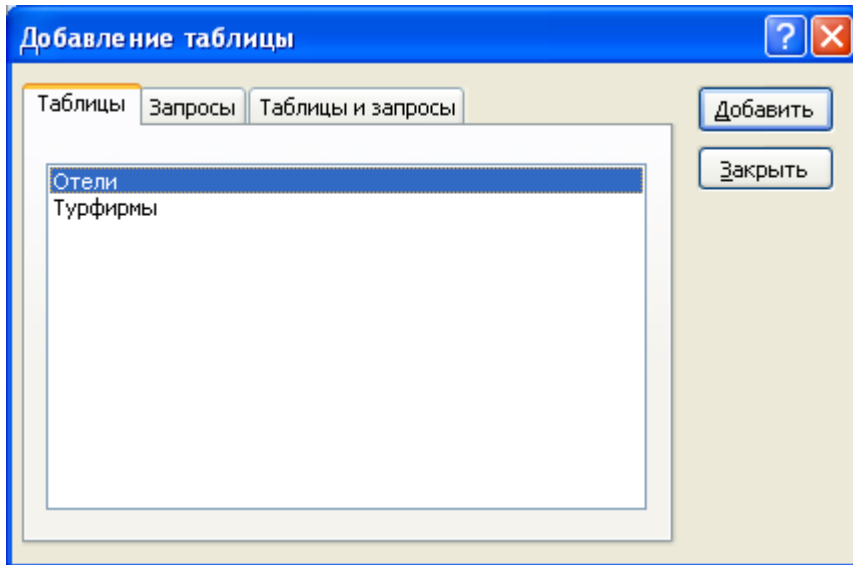 Добавление таблицы
Таблицы Запросы Таблицы и запросы
Добавить
Закрыть
Отели
Турфирмы